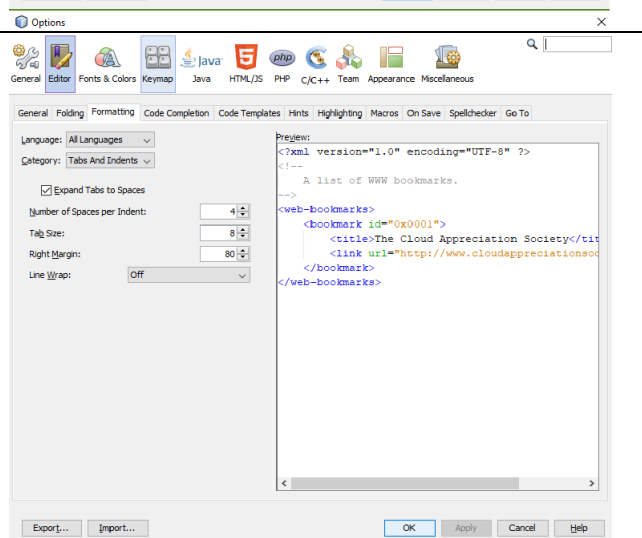 Options
Java
php
General Editor Fonts & Colors Keymap Java HTML/JS PHP C/C++ Team Appearance Miscellaneous
General Folding Formatting Code Completion Code Templates Hints Highlighting Macros On Save Spellchecker Go To
Language: All Languages
Category: Tabs And Indents
Expand Tabs to Spaces
Number of Spaces per Indent: 4
Tab Size: 8
Right Margin: 80
Line Wrap: Off
Preview:
<?xml version="1.0" encoding="UTF-8" ?>
<!--
A list of WWW bookmarks.
-->
<web-bookmarks>
<bookmark id="0x0001">
<title>The Cloud Appreciation Society</tit
<link url="http://www.cloudappreciationsoc
</bookmark>
</web-bookmarks>
Export... Import... OK Apply Cancel Help